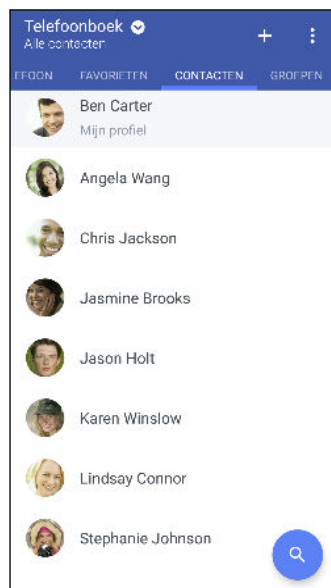 Telefoonboek
Alle contacten
EFOON FAVORIETEN CONTACTEN GROEPEN
Ben Carter
Mijn profiel
Angela Wang
Chris Jackson
Jasmine Brooks
Jason Holt
Karen Winslow
Lindsay Connor
Stephanie Johnson